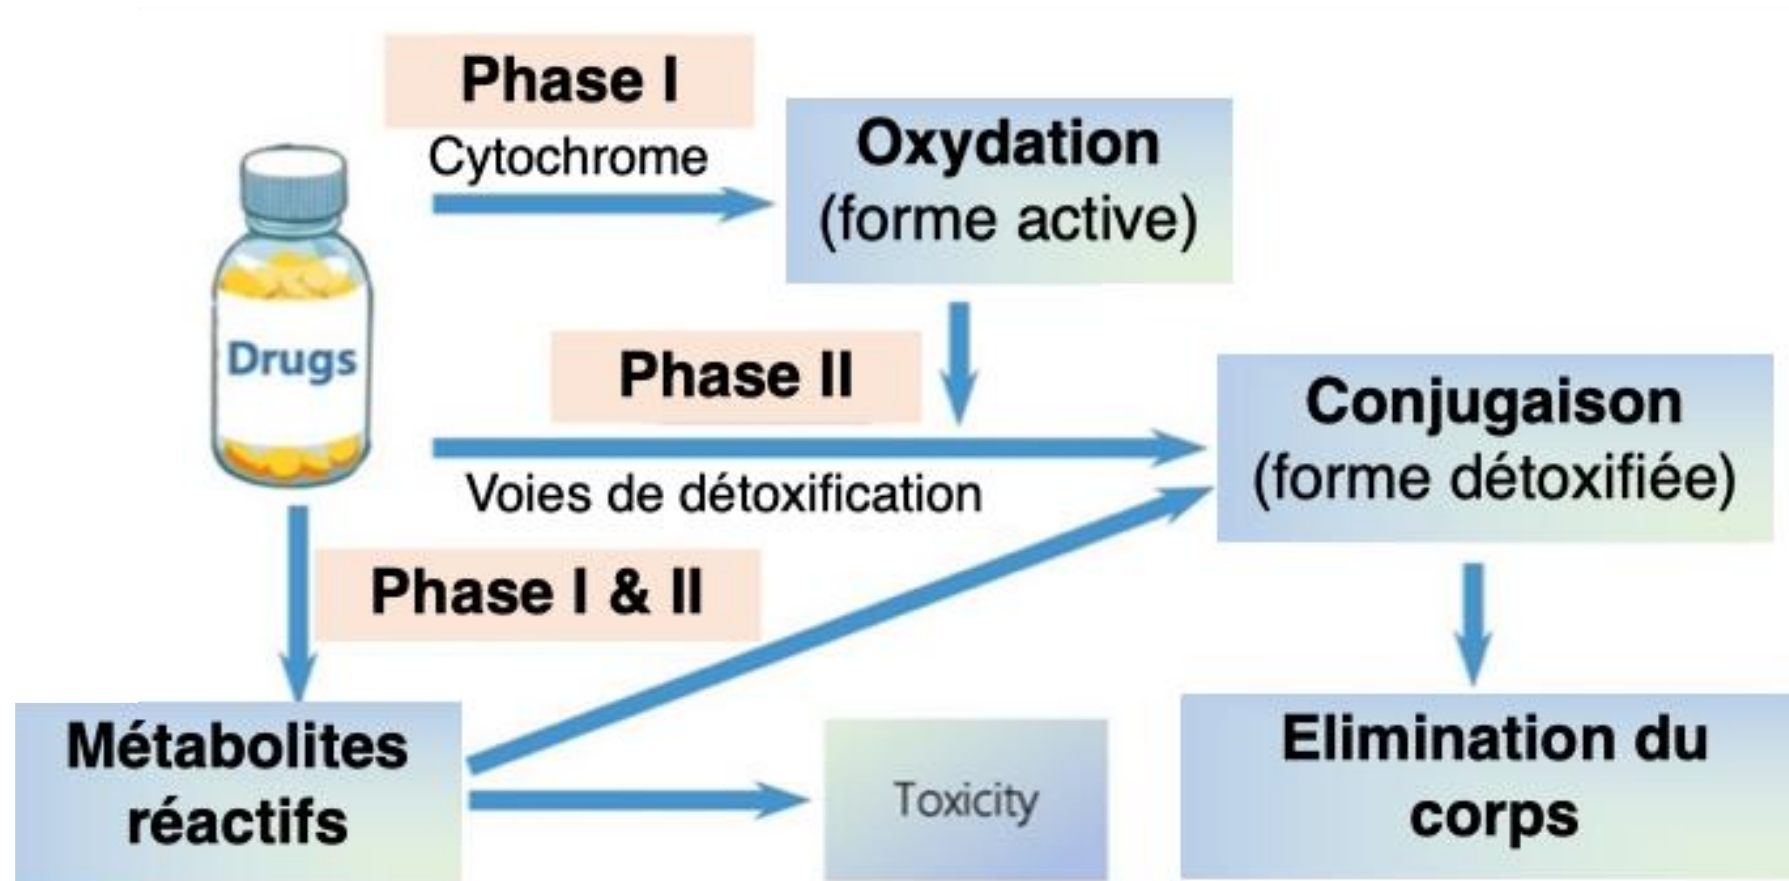 Phase I
Cytochrome
Oxydation
(forme active)
Drugs
Phase II
Voies de détoxification
Conjugaison
(forme détoxifiée)
Phase I & II
Métabolites
réactifs
Toxicity
Elimination du
corps